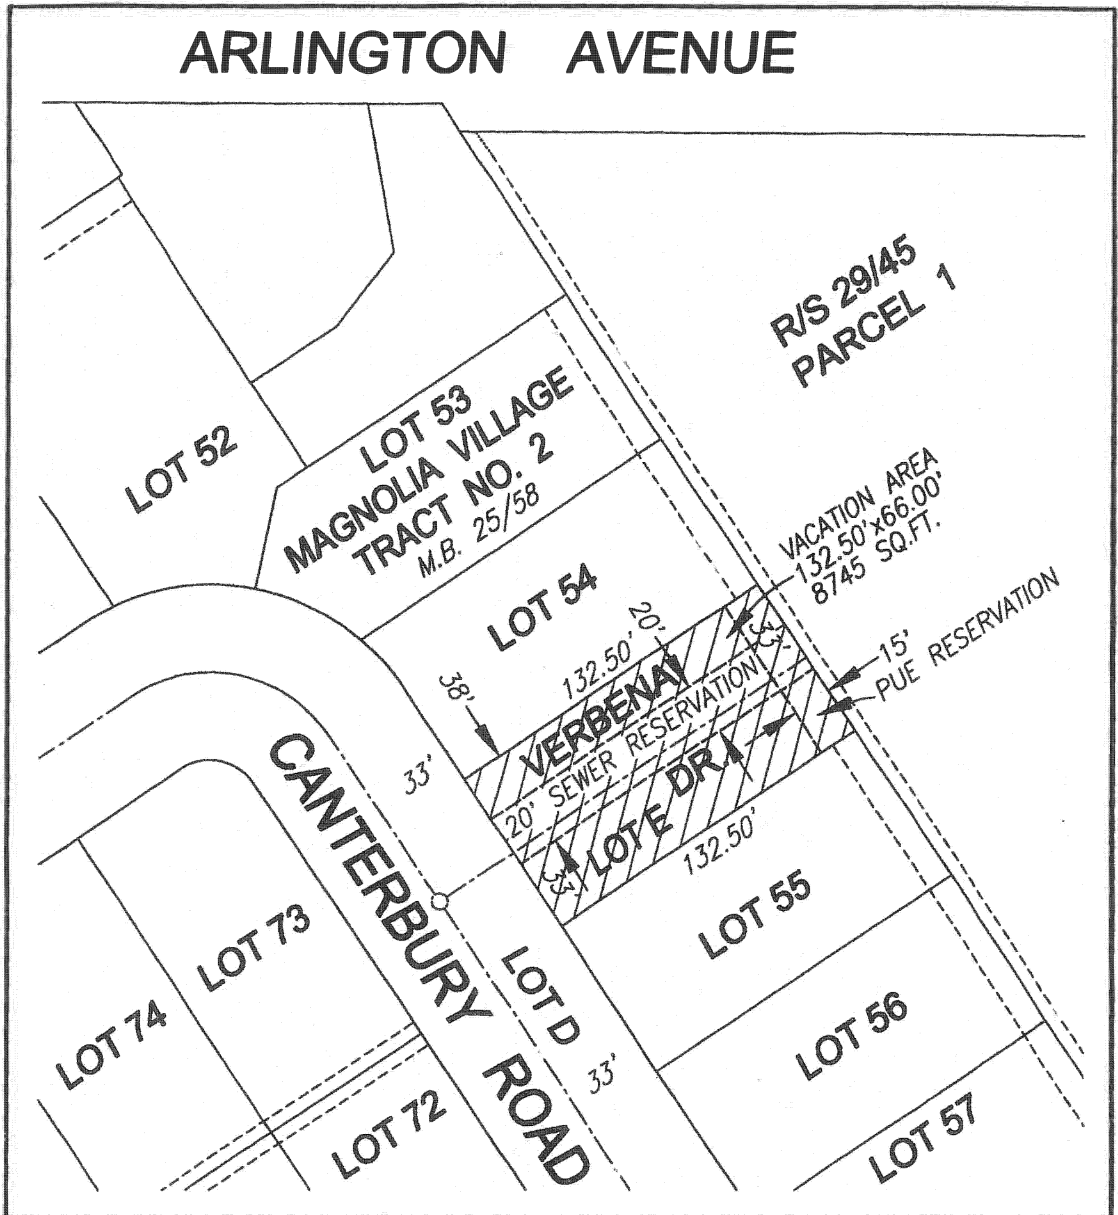 ARLINGTON AVENUE
R/S 29/45
PARCEL 1
LOT 52
LOT 53
MAGNOLIA VILLAGE
TRACT NO. 2
M.B. 25/58
VACATION AREA
132.50'x66.00'
8745 SQ.FT.
LOT 54
20'
33'
132.50'
15'
PUE RESERVATION
38'
VERBENA
20' SEWER RESERVATION
DR.
LOT E
33'
132.50'
33'
CANTERBURY ROAD
LOT D
33'
LOT 55
LOT 73
LOT 74
LOT 56
LOT 72
LOT 57